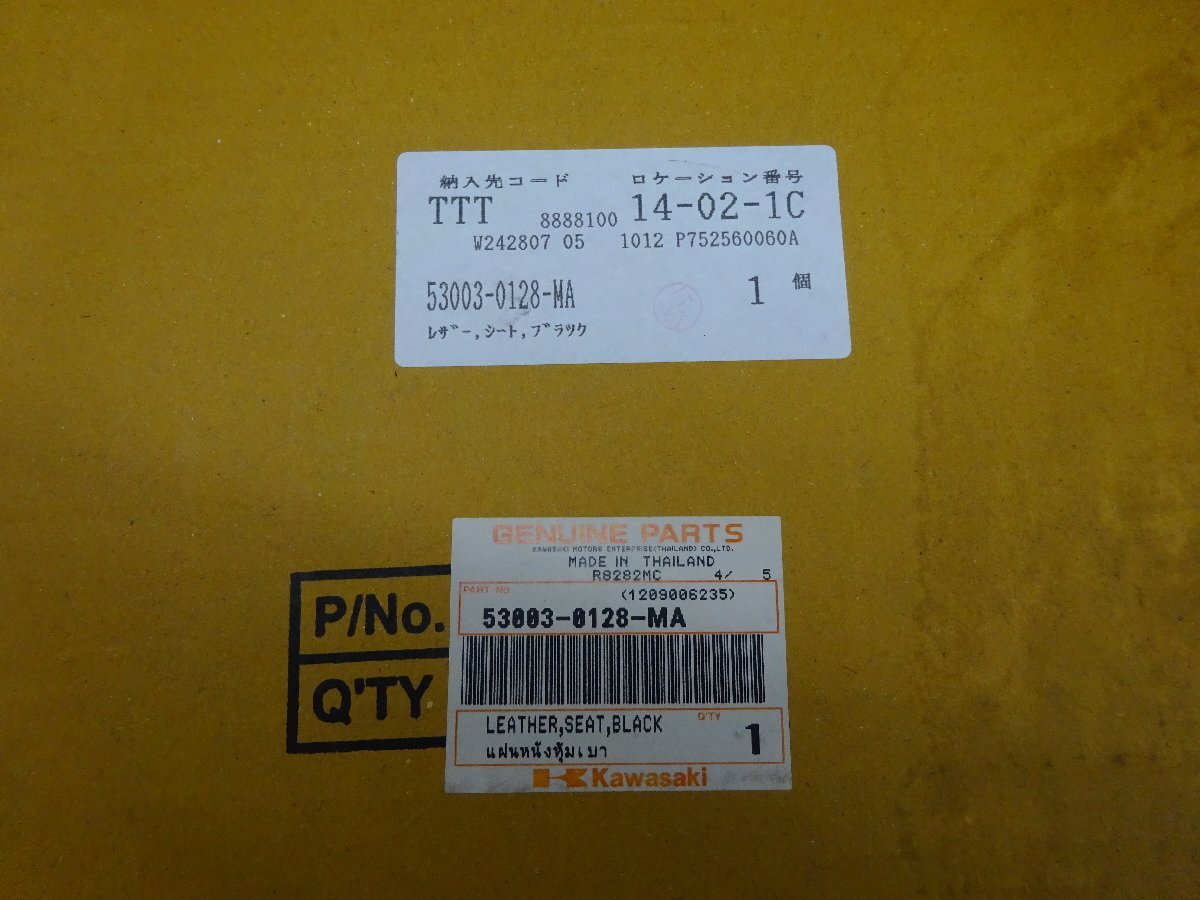 納入先コード ロケーション番号
TTT 8888100 14-02-1C
W242807 05 1012 P752560060A
53003-0128-MA 1 個
ﾚｻﾞｰ,ｼｰﾄ,ﾌﾞﾗﾂｸ
GENUINE PARTS
KAWASAKI MOTORS ENTERPRISE(THAILAND) CO.,LTD.
MADE IN THAILAND
R8282MC 4/ 5
PART NO (1209006235)
P/No. 53003-0128-MA
Q'TY
LEATHER,SEAT,BLACK Q'TY 1
แผ่นหนังหุ้มเบา
Kawasaki